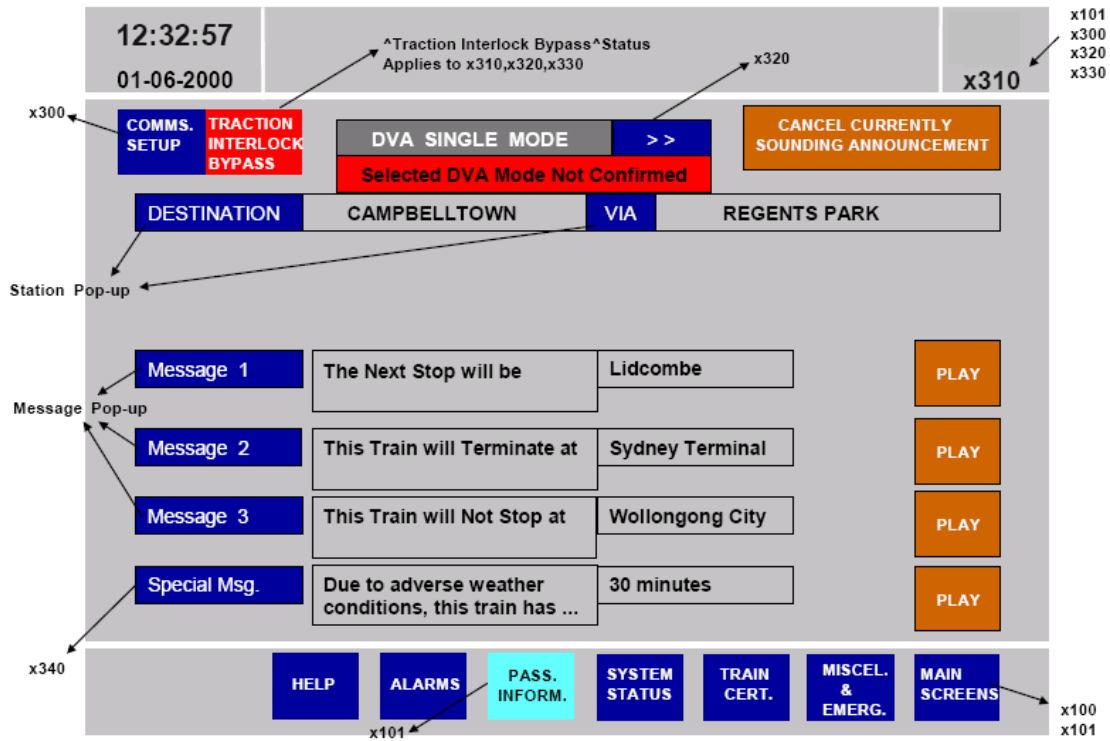 12:32:57
01-06-2000
^Traction Interlock Bypass^Status
Applies to x310,x320,x330
x320
x310
x101
x300
x320
x330
x300
COMMS.
SETUP
TRACTION
INTERLOCK
BYPASS
DVA SINGLE MODE
>>
Selected DVA Mode Not Confirmed
CANCEL CURRENTLY
SOUNDING ANNOUNCEMENT
DESTINATION
CAMPBELLTOWN
VIA
REGENTS PARK
Station Pop-up
Message 1
The Next Stop will be
Lidcombe
PLAY
Message Pop-up
Message 2
This Train will Terminate at
Sydney Terminal
PLAY
Message 3
This Train will Not Stop at
Wollongong City
PLAY
Special Msg.
Due to adverse weather
conditions, this train has ...
30 minutes
PLAY
x340
HELP
ALARMS
PASS.
INFORM.
SYSTEM
STATUS
TRAIN
CERT.
MISCEL.
&
EMERG.
MAIN
SCREENS
x101
x100
x101